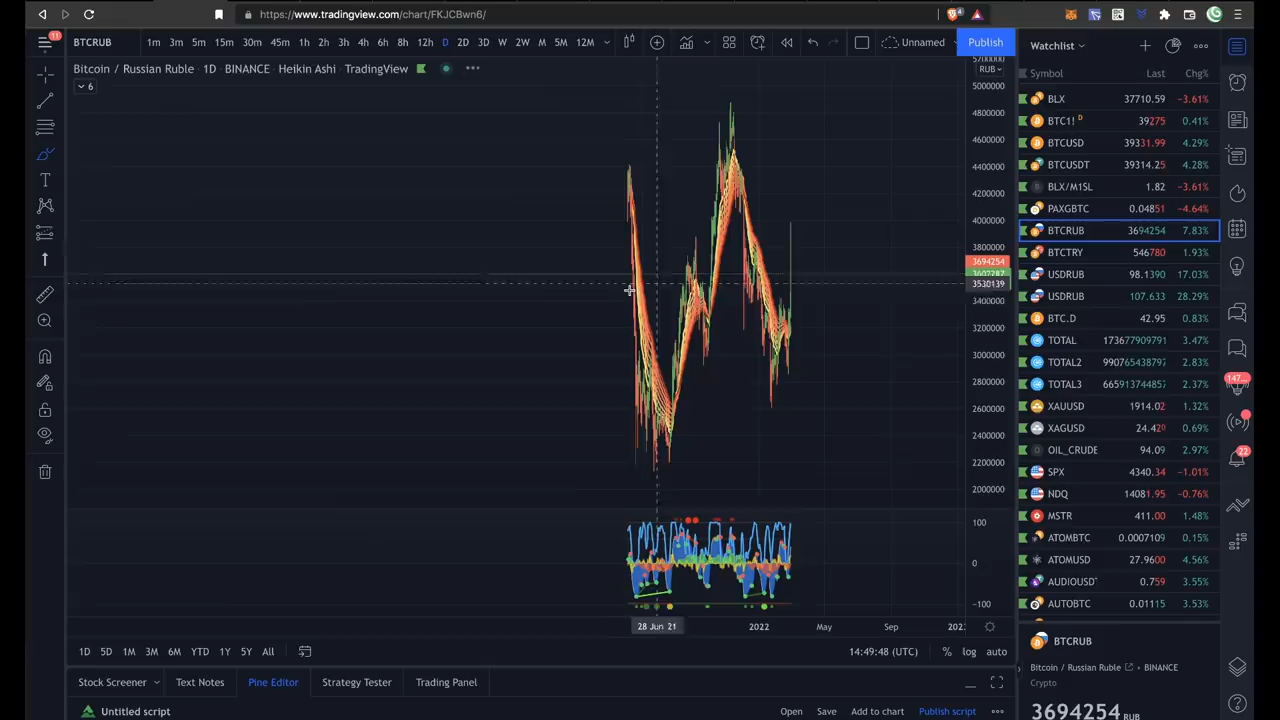 https://www.tradingview.com/chart/FKJCBwn6/
4
BTCRUB 1m 3m 5m 15m 30m 45m 1h 2h 3h 4h 6h 8h 12h D 2D 3D W 2W M 5M 12M Unnamed Publish
Bitcoin / Russian Ruble • 1D • BINANCE • Heikin Ashi • TradingView
6
RUB
5000000
4800000
4600000
4400000
4200000
4000000
3800000
3694254
3530139
3400000
3200000
3000000
2800000
2600000
2400000
2200000
2000000
100
0
−100
28 Jun 21 2022 May Sep
1D 5D 1M 3M 6M YTD 1Y 5Y All 14:49:48 (UTC) % log auto
Stock Screener Text Notes Pine Editor Strategy Tester Trading Panel
Untitled script Open Save Add to chart Publish script
Watchlist
Symbol Last Chg%
BLX 37710.59 −3.61%
BTC1! D 39275 0.41%
BTCUSD 39331.99 4.29%
BTCUSDT 39314.25 4.28%
BLX/M1SL 1.82 −3.61%
PAXGBTC 0.04851 −4.64%
BTCRUB 3694254 7.83%
BTCTRY 546780 1.93%
USDRUB 98.1390 17.03%
USDRUB 107.633 28.29%
BTC.D 42.95 0.83%
TOTAL 173677909791 3.47%
TOTAL2 990765438797 2.83%
TOTAL3 665913744857 2.37%
XAUUSD 1914.02 1.32%
XAGUSD 24.420 0.69%
OIL_CRUDE 94.09 2.97%
SPX 4340.34 −1.01%
NDQ 14081.95 −0.76%
MSTR 411.00 1.48%
ATOMBTC 0.0007109 0.15%
ATOMUSD 27.9600 4.56%
AUDIOUSDT 0.759 3.55%
AUTOBTC 0.01115 3.53%
BTCRUB
Bitcoin / Russian Ruble • BINANCE
Crypto
3694254 RUB
147...
22